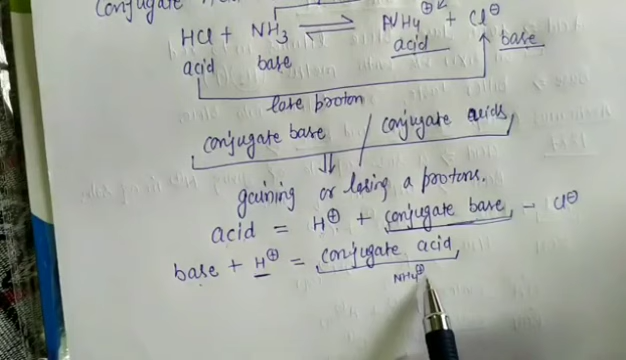 Conjugate
HCl + NH3 ⇌ NH4⊕ + Cl⊖
acid base acid base
lose proton
conjugate base / conjugate acids
⇓
gaining or losing a protons.
acid = H⊕ + conjugate base – Cl⊖
base + H⊕ = conjugate acid
NH4⊕